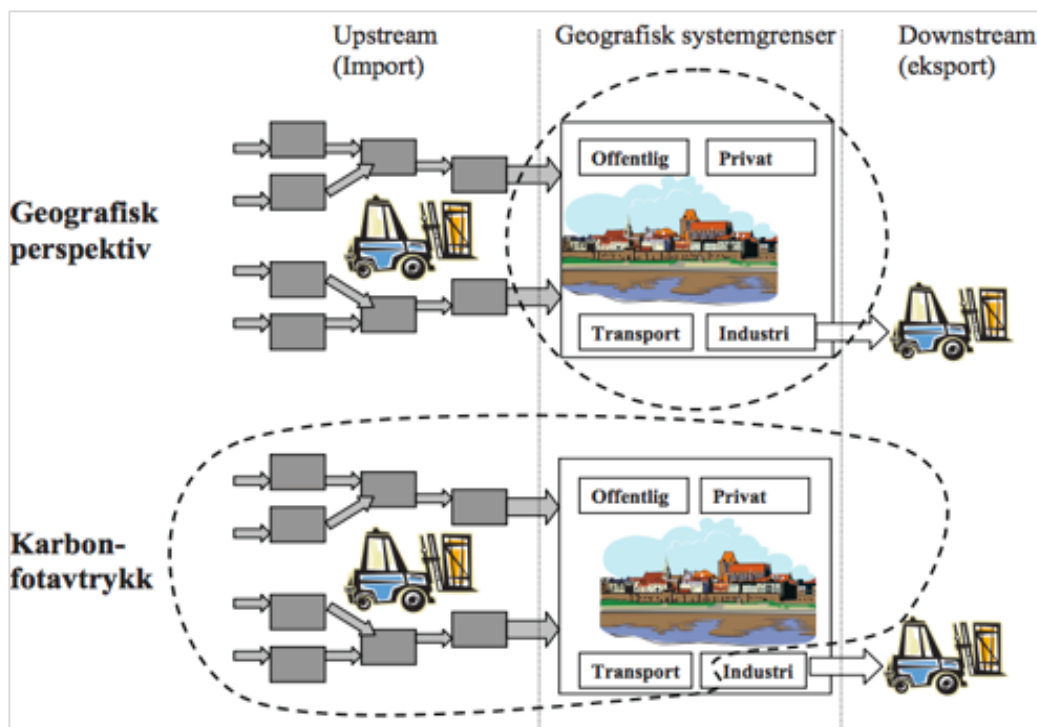 Upstream
(Import)
Geografisk systemgrenser
Downstream
(eksport)
Geografisk
perspektiv
Offentlig
Privat
Transport
Industri
Karbon-
fotavtrykk
Offentlig
Privat
Transport
Industri